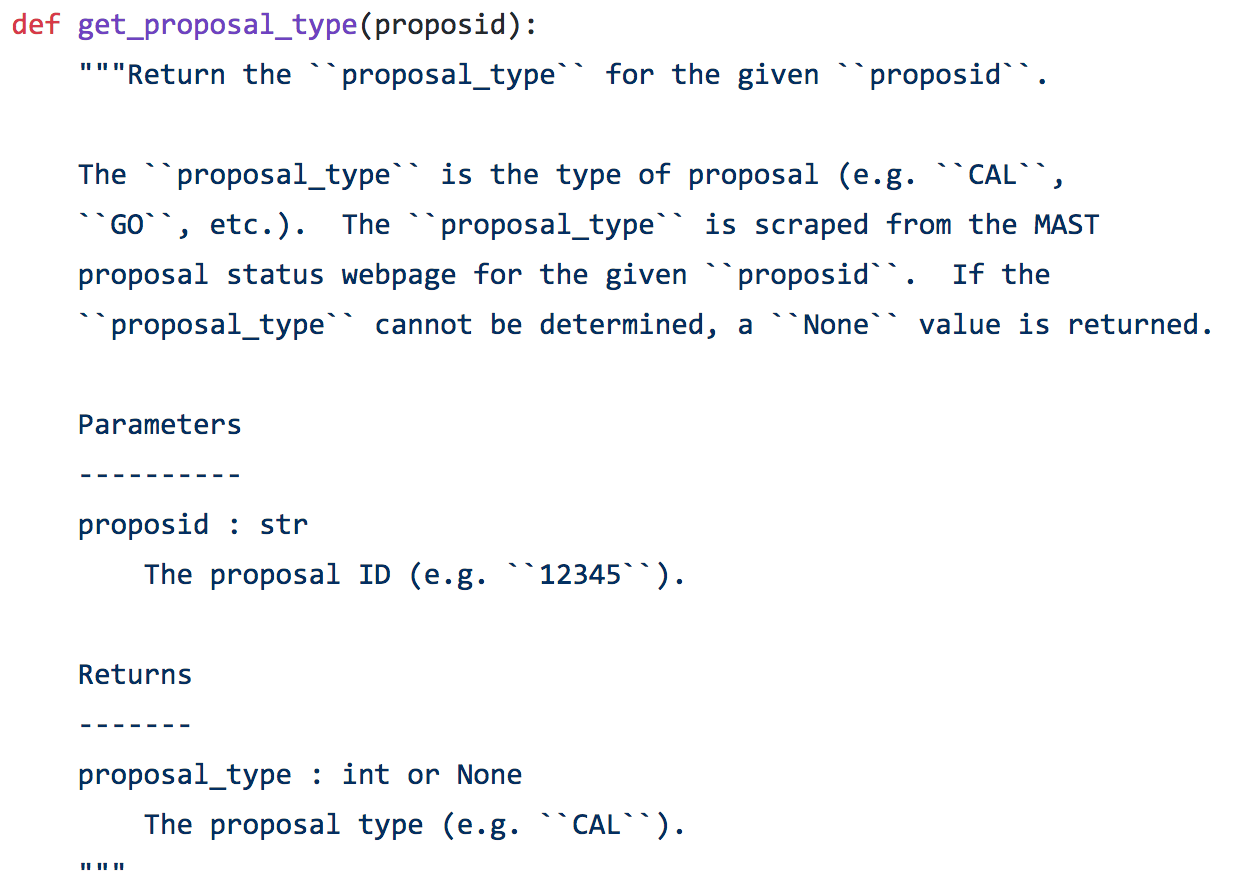 def get_proposal_type(proposid):
    """Return the ``proposal_type`` for the given ``proposid``.

    The ``proposal_type`` is the type of proposal (e.g. ``CAL``,
    ``GO``, etc.).  The ``proposal_type`` is scraped from the MAST
    proposal status webpage for the given ``proposid``.  If the
    ``proposal_type`` cannot be determined, a ``None`` value is returned.

    Parameters
    ----------
    proposid : str
        The proposal ID (e.g. ``12345``).

    Returns
    -------
    proposal_type : int or None
        The proposal type (e.g. ``CAL``).
    """